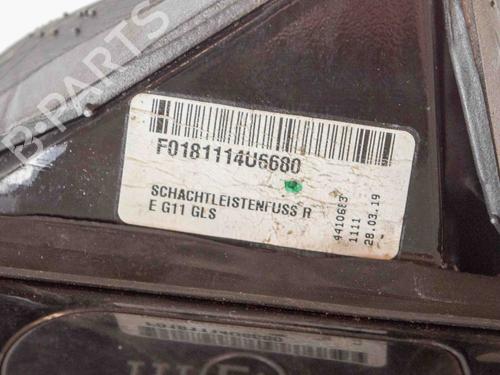 B-PARTS
F0181114U6680
SCHACHTLEISTENFUSS R
E G11 GLS
4410683
1111
28.03.19